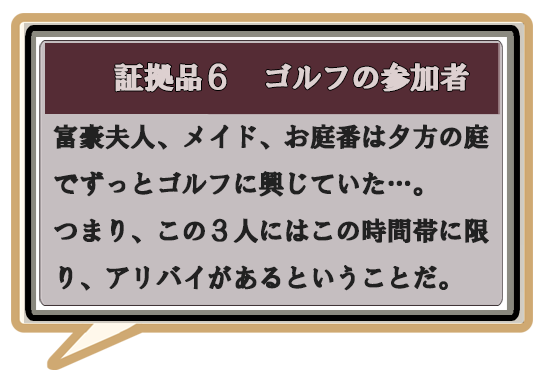 証拠品６　ゴルフの参加者
富豪夫人、メイド、お庭番は夕方の庭
でずっとゴルフに興じていた…。
つまり、この３人にはこの時間帯に限
り、アリバイがあるということだ。